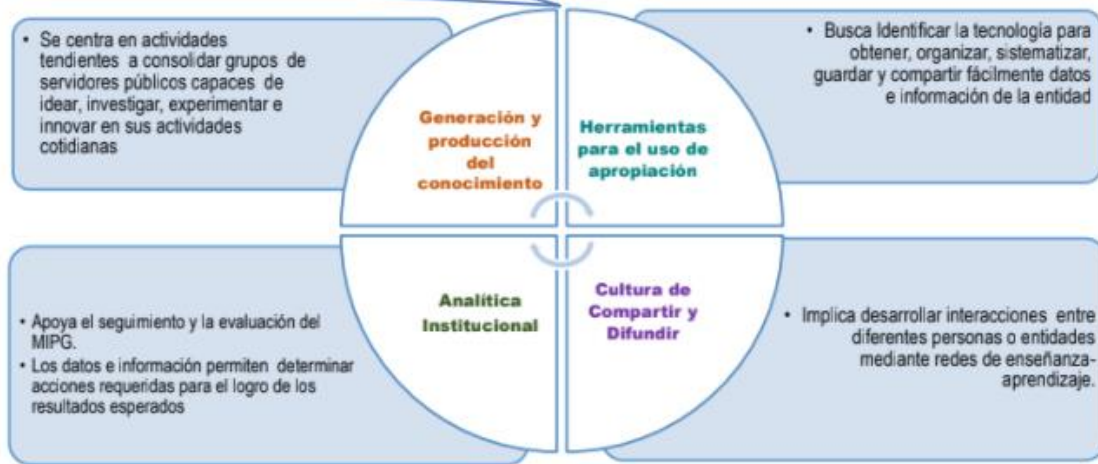 • Se centra en actividades
tendientes a consolidar grupos de
servidores públicos capaces de
idear, investigar, experimentar e
innovar en sus actividades
cotidianas
Generación y
producción
del
conocimiento
Herramientas
para el uso de
apropiación
• Busca Identificar la tecnología para
obtener, organizar, sistematizar,
guardar y compartir fácilmente datos
e información de la entidad
• Apoya el seguimiento y la evaluación del
MIPG.
• Los datos e información permiten determinar
acciones requeridas para el logro de los
resultados esperados
Analítica
Institucional
Cultura de
Compartir y
Difundir
• Implica desarrollar interacciones entre
diferentes personas o entidades
mediante redes de enseñanza-
aprendizaje.